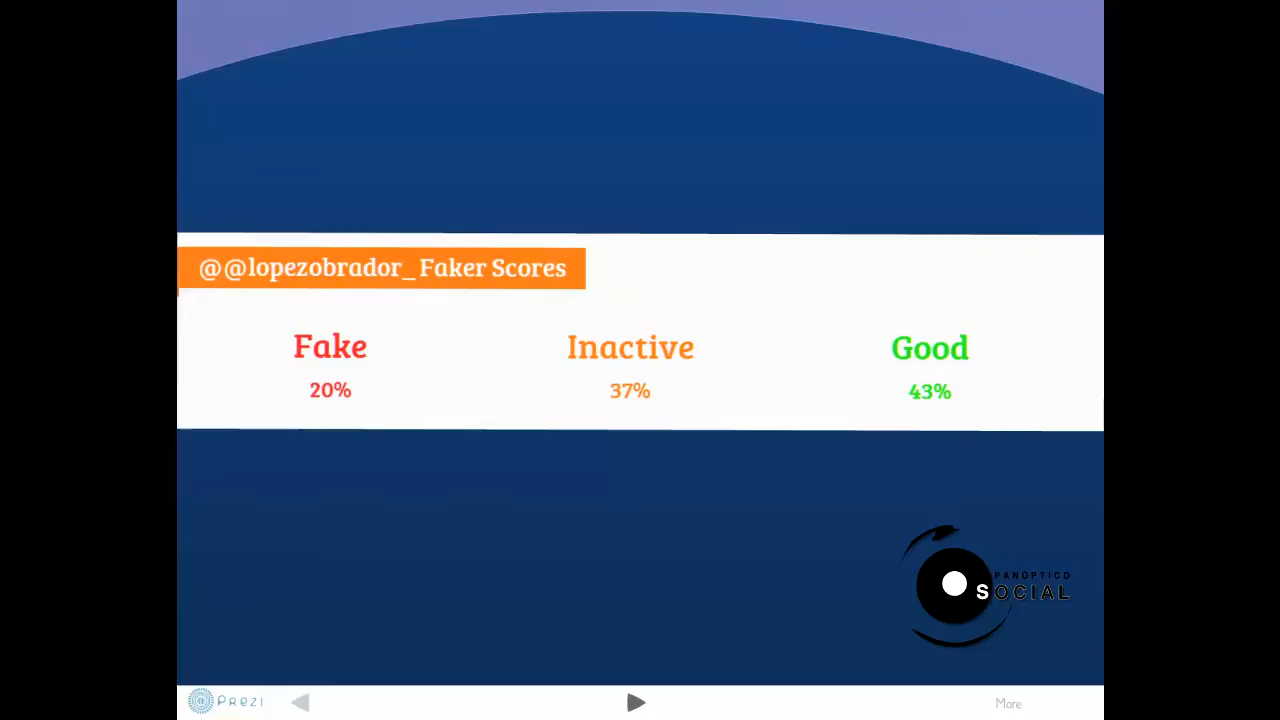 @@lopezobrador_ Faker Scores
Fake
Inactive
Good
20%
37%
43%
PANOPTICO
SOCIAL
Prezi
More